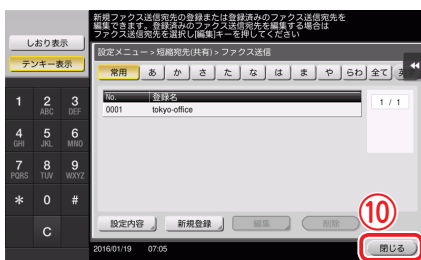 新規ファクス送信宛先の登録または登録済みのファクス送信宛先を
編集できます。登録済みのファクス送信宛先を編集する場合は
ファクス送信宛先を選択し[編集]キーを押してください
しおり表示
テンキー表示
設定メニュー > 短縮宛先(共有) > ファクス送信
常用 あ か さ た な は ま や らわ 全て
No. 登録名
0001 tokyo-office
1 / 1
1 2 ABC 3 DEF
4 GHI 5 JKL 6 MNO
7 PQRS 8 TUV 9 WXYZ
* 0 #
C
設定内容 新規登録 編集 削除
⑩
2016/01/19 07:05
閉じる